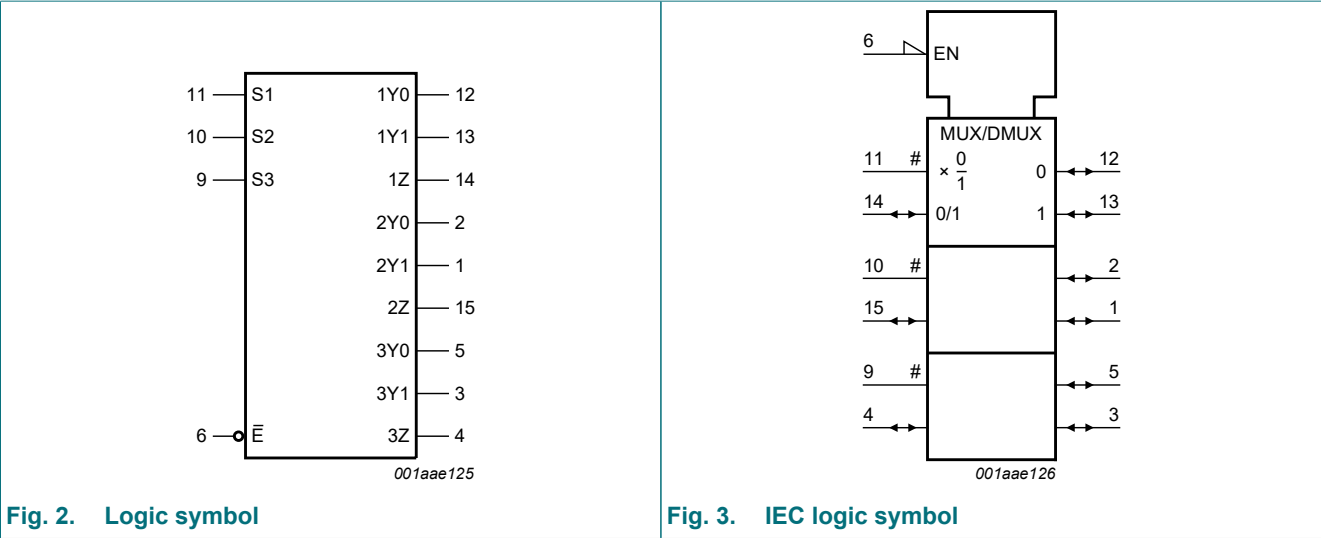 11 S1 1Y0 12
10 S2 1Y1 13
9 S3 1Z 14
2Y0 2
2Y1 1
2Z 15
3Y0 5
3Y1 3
6 E̅ 3Z 4
001aae125
Fig. 2. Logic symbol
6 EN
MUX/DMUX
11 # × 0/1 0 12
14 0/1 1 13
10 # 2
15 1
9 # 5
4 3
001aae126
Fig. 3. IEC logic symbol